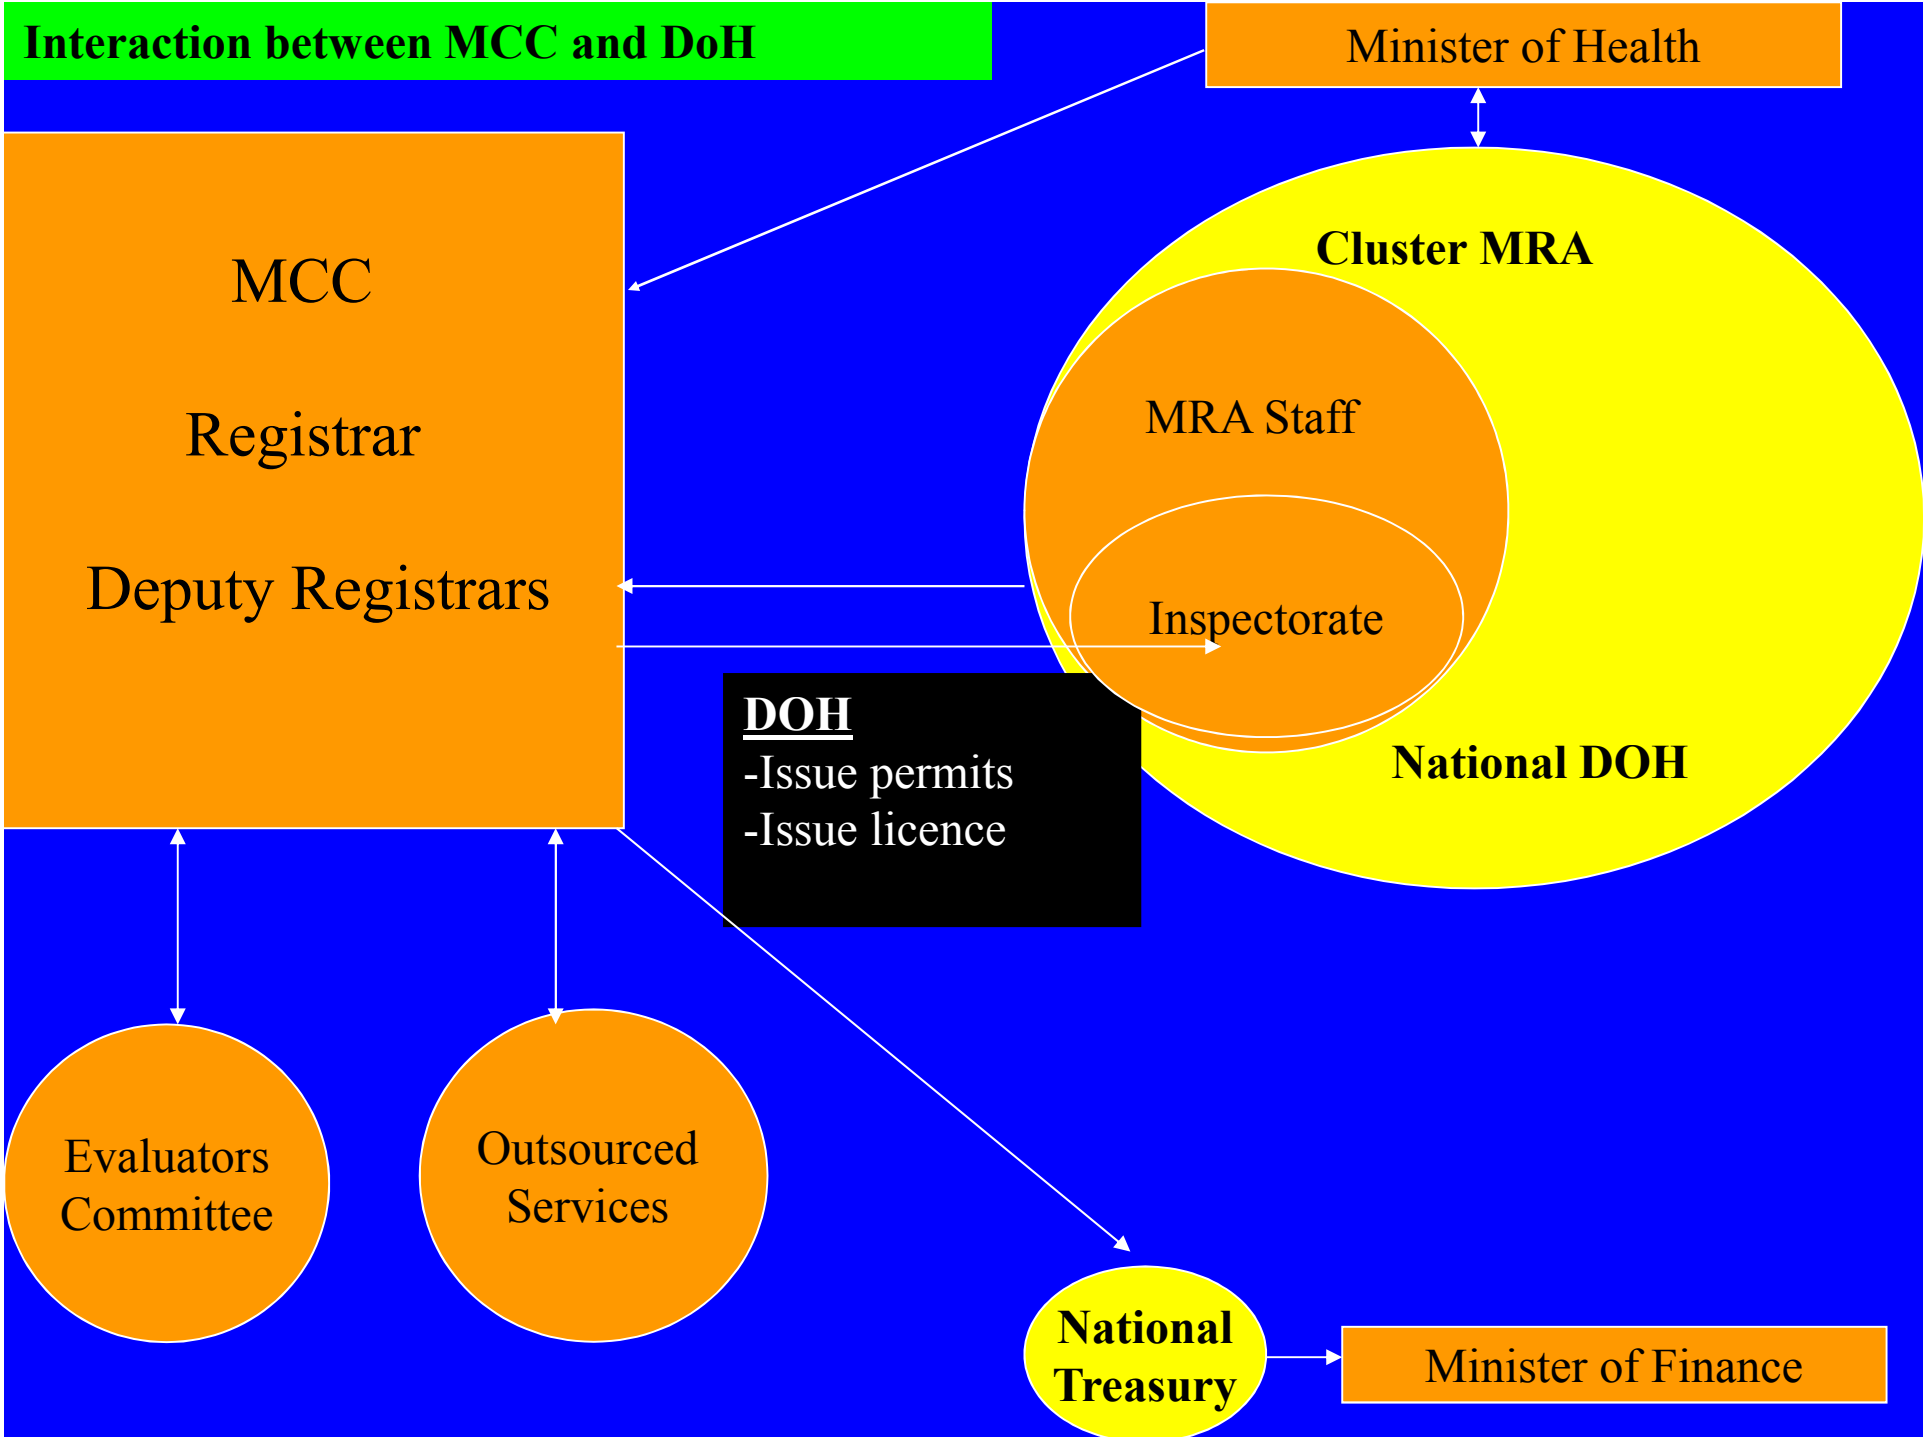 Interaction between MCC and DoH
Minister of Health
MCC
Registrar
Deputy Registrars
Cluster MRA
MRA Staff
Inspectorate
National DOH
DOH
-Issue permits
-Issue licence
Evaluators
Committee
Outsourced
Services
National
Treasury
Minister of Finance